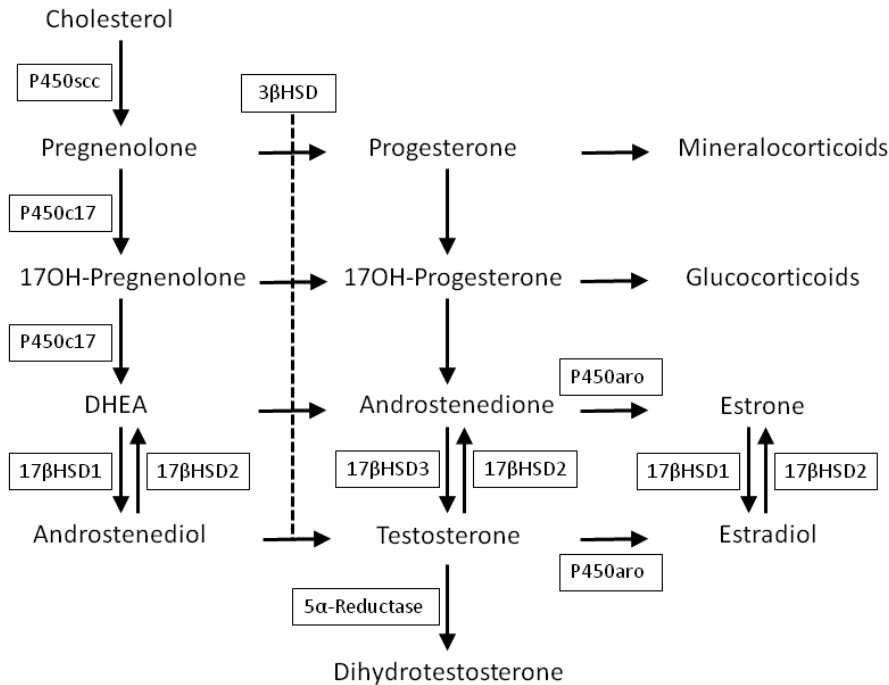 Cholesterol
P450scc
3βHSD
Pregnenolone
Progesterone
Mineralocorticoids
P450c17
17OH-Pregnenolone
17OH-Progesterone
Glucocorticoids
P450c17
P450aro
DHEA
Androstenedione
Estrone
17βHSD1
17βHSD2
17βHSD3
17βHSD2
17βHSD1
17βHSD2
Androstenediol
Testosterone
Estradiol
P450aro
5α-Reductase
Dihydrotestosterone